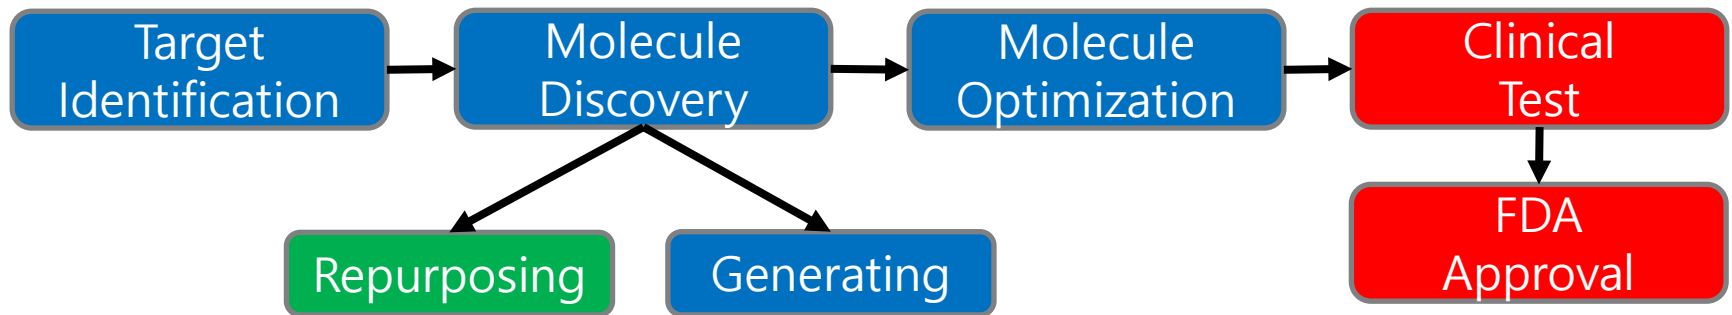 Target
Identification
Molecule
Discovery
Molecule
Optimization
Clinical
Test
Repurposing
Generating
FDA
Approval